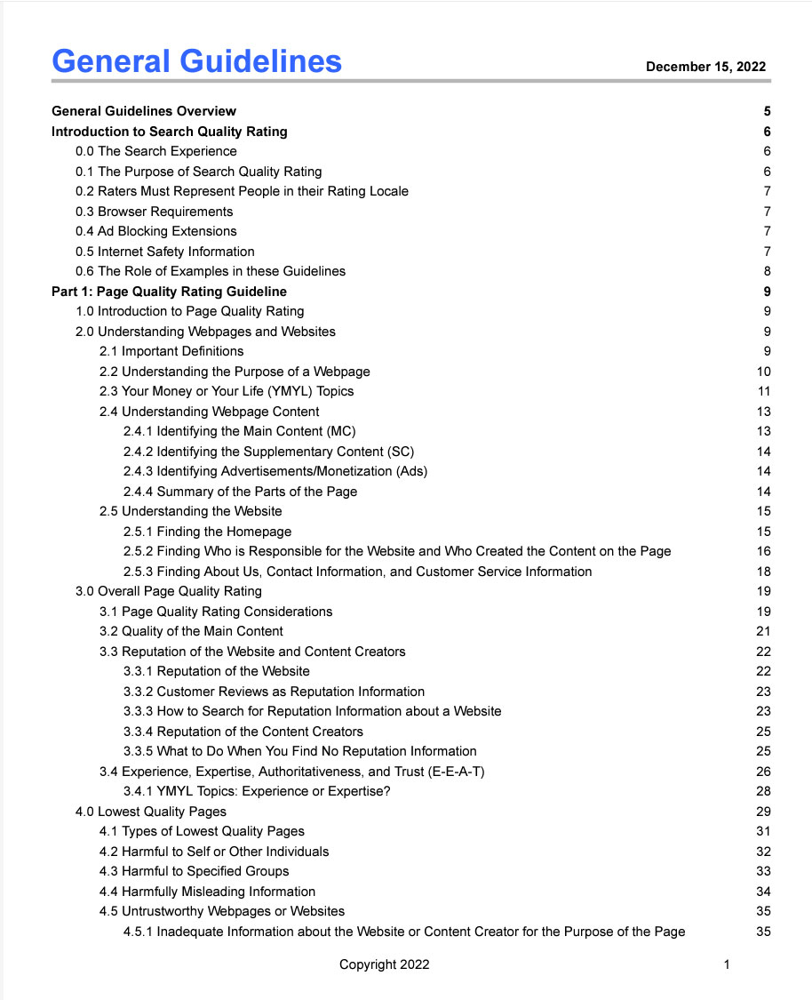 General Guidelines
December 15, 2022
General Guidelines Overview 5
Introduction to Search Quality Rating 6
0.0 The Search Experience 6
0.1 The Purpose of Search Quality Rating 6
0.2 Raters Must Represent People in their Rating Locale 7
0.3 Browser Requirements 7
0.4 Ad Blocking Extensions 7
0.5 Internet Safety Information 7
0.6 The Role of Examples in these Guidelines 8
Part 1: Page Quality Rating Guideline 9
1.0 Introduction to Page Quality Rating 9
2.0 Understanding Webpages and Websites 9
2.1 Important Definitions 9
2.2 Understanding the Purpose of a Webpage 10
2.3 Your Money or Your Life (YMYL) Topics 11
2.4 Understanding Webpage Content 13
2.4.1 Identifying the Main Content (MC) 13
2.4.2 Identifying the Supplementary Content (SC) 14
2.4.3 Identifying Advertisements/Monetization (Ads) 14
2.4.4 Summary of the Parts of the Page 14
2.5 Understanding the Website 15
2.5.1 Finding the Homepage 15
2.5.2 Finding Who is Responsible for the Website and Who Created the Content on the Page 16
2.5.3 Finding About Us, Contact Information, and Customer Service Information 18
3.0 Overall Page Quality Rating 19
3.1 Page Quality Rating Considerations 19
3.2 Quality of the Main Content 21
3.3 Reputation of the Website and Content Creators 22
3.3.1 Reputation of the Website 22
3.3.2 Customer Reviews as Reputation Information 23
3.3.3 How to Search for Reputation Information about a Website 23
3.3.4 Reputation of the Content Creators 25
3.3.5 What to Do When You Find No Reputation Information 25
3.4 Experience, Expertise, Authoritativeness, and Trust (E-E-A-T) 26
3.4.1 YMYL Topics: Experience or Expertise? 28
4.0 Lowest Quality Pages 29
4.1 Types of Lowest Quality Pages 31
4.2 Harmful to Self or Other Individuals 32
4.3 Harmful to Specified Groups 33
4.4 Harmfully Misleading Information 34
4.5 Untrustworthy Webpages or Websites 35
4.5.1 Inadequate Information about the Website or Content Creator for the Purpose of the Page 35
Copyright 2022 1